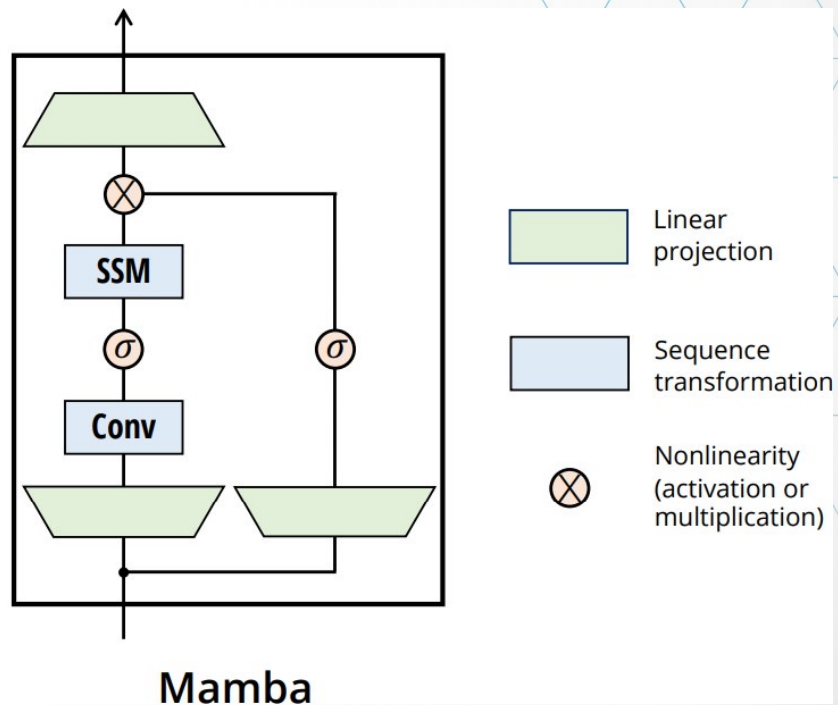 SSM
σ
σ
Conv
Mamba
Linear
projection
Sequence
transformation
Nonlinearity
(activation or
multiplication)